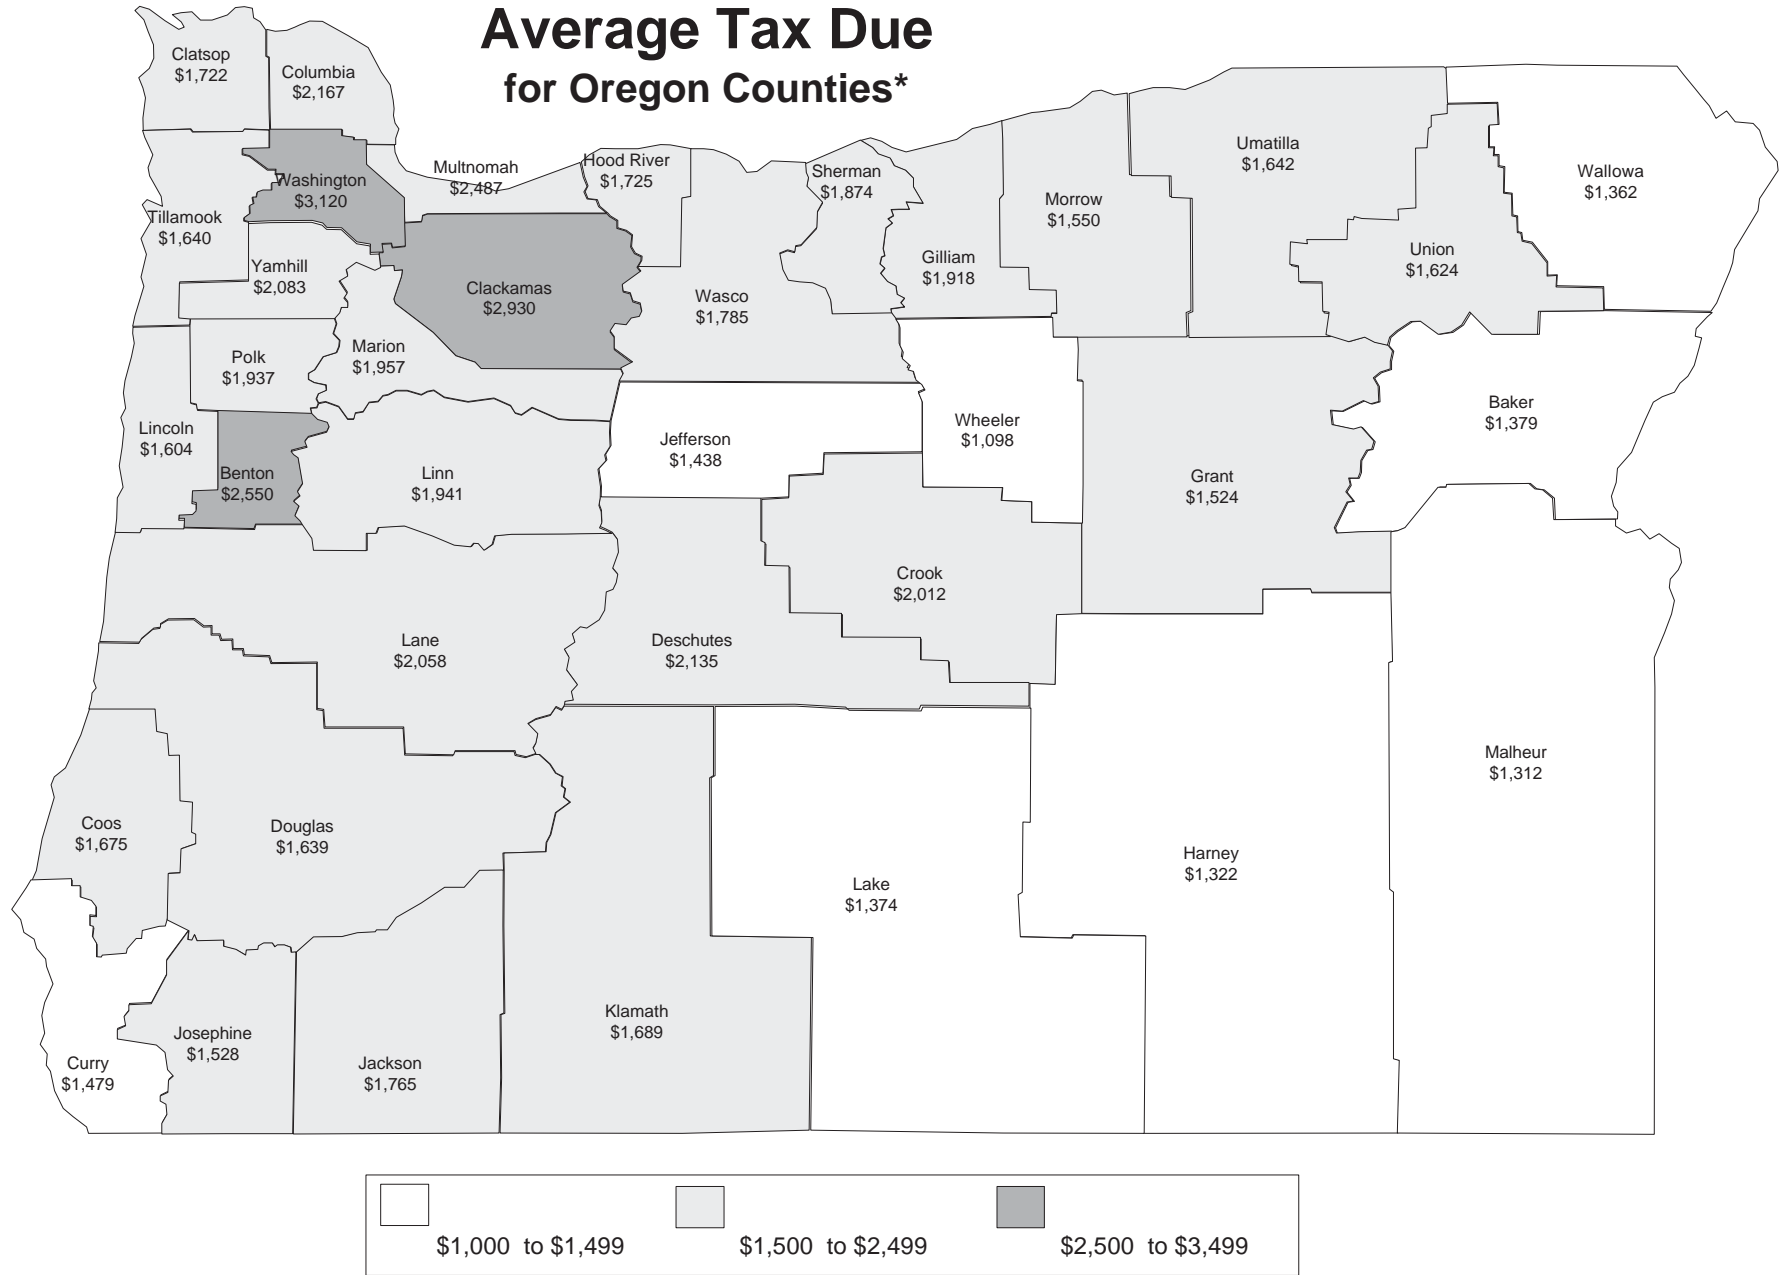 Average Tax Due
for Oregon Counties*
Clatsop
$1,722
Columbia
$2,167
Washington
$3,120
Multnomah
$2,487
Hood River
$1,725
Sherman
$1,874
Umatilla
$1,642
Wallowa
$1,362
Tillamook
$1,640
Morrow
$1,550
Gilliam
$1,918
Union
$1,624
Yamhill
$2,083
Clackamas
$2,930
Wasco
$1,785
Polk
$1,937
Marion
$1,957
Baker
$1,379
Lincoln
$1,604
Benton
$2,550
Linn
$1,941
Jefferson
$1,438
Wheeler
$1,098
Grant
$1,524
Crook
$2,012
Lane
$2,058
Deschutes
$2,135
Malheur
$1,312
Coos
$1,675
Douglas
$1,639
Harney
$1,322
Lake
$1,374
Klamath
$1,689
Josephine
$1,528
Curry
$1,479
Jackson
$1,765
$1,000 to $1,499
$1,500 to $2,499
$2,500 to $3,499